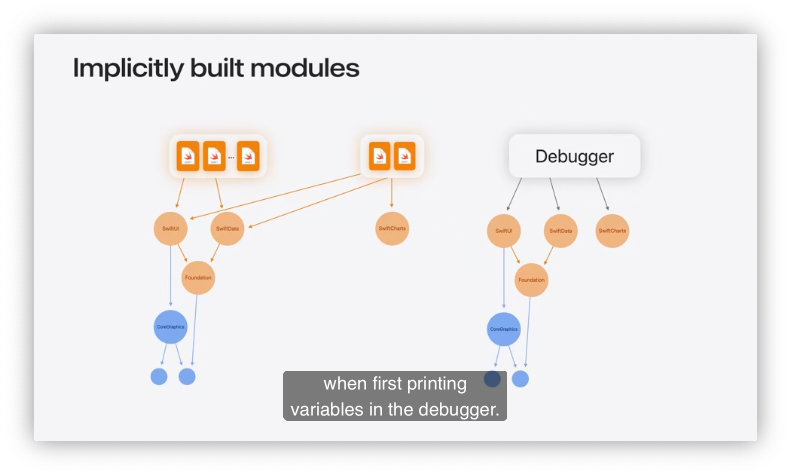 Implicitly built modules
...
Debugger
SwiftUI
SwiftData
SwiftCharts
SwiftUI
SwiftData
SwiftCharts
Foundation
Foundation
CoreGraphics
CoreGraphics
when first printing
variables in the debugger.